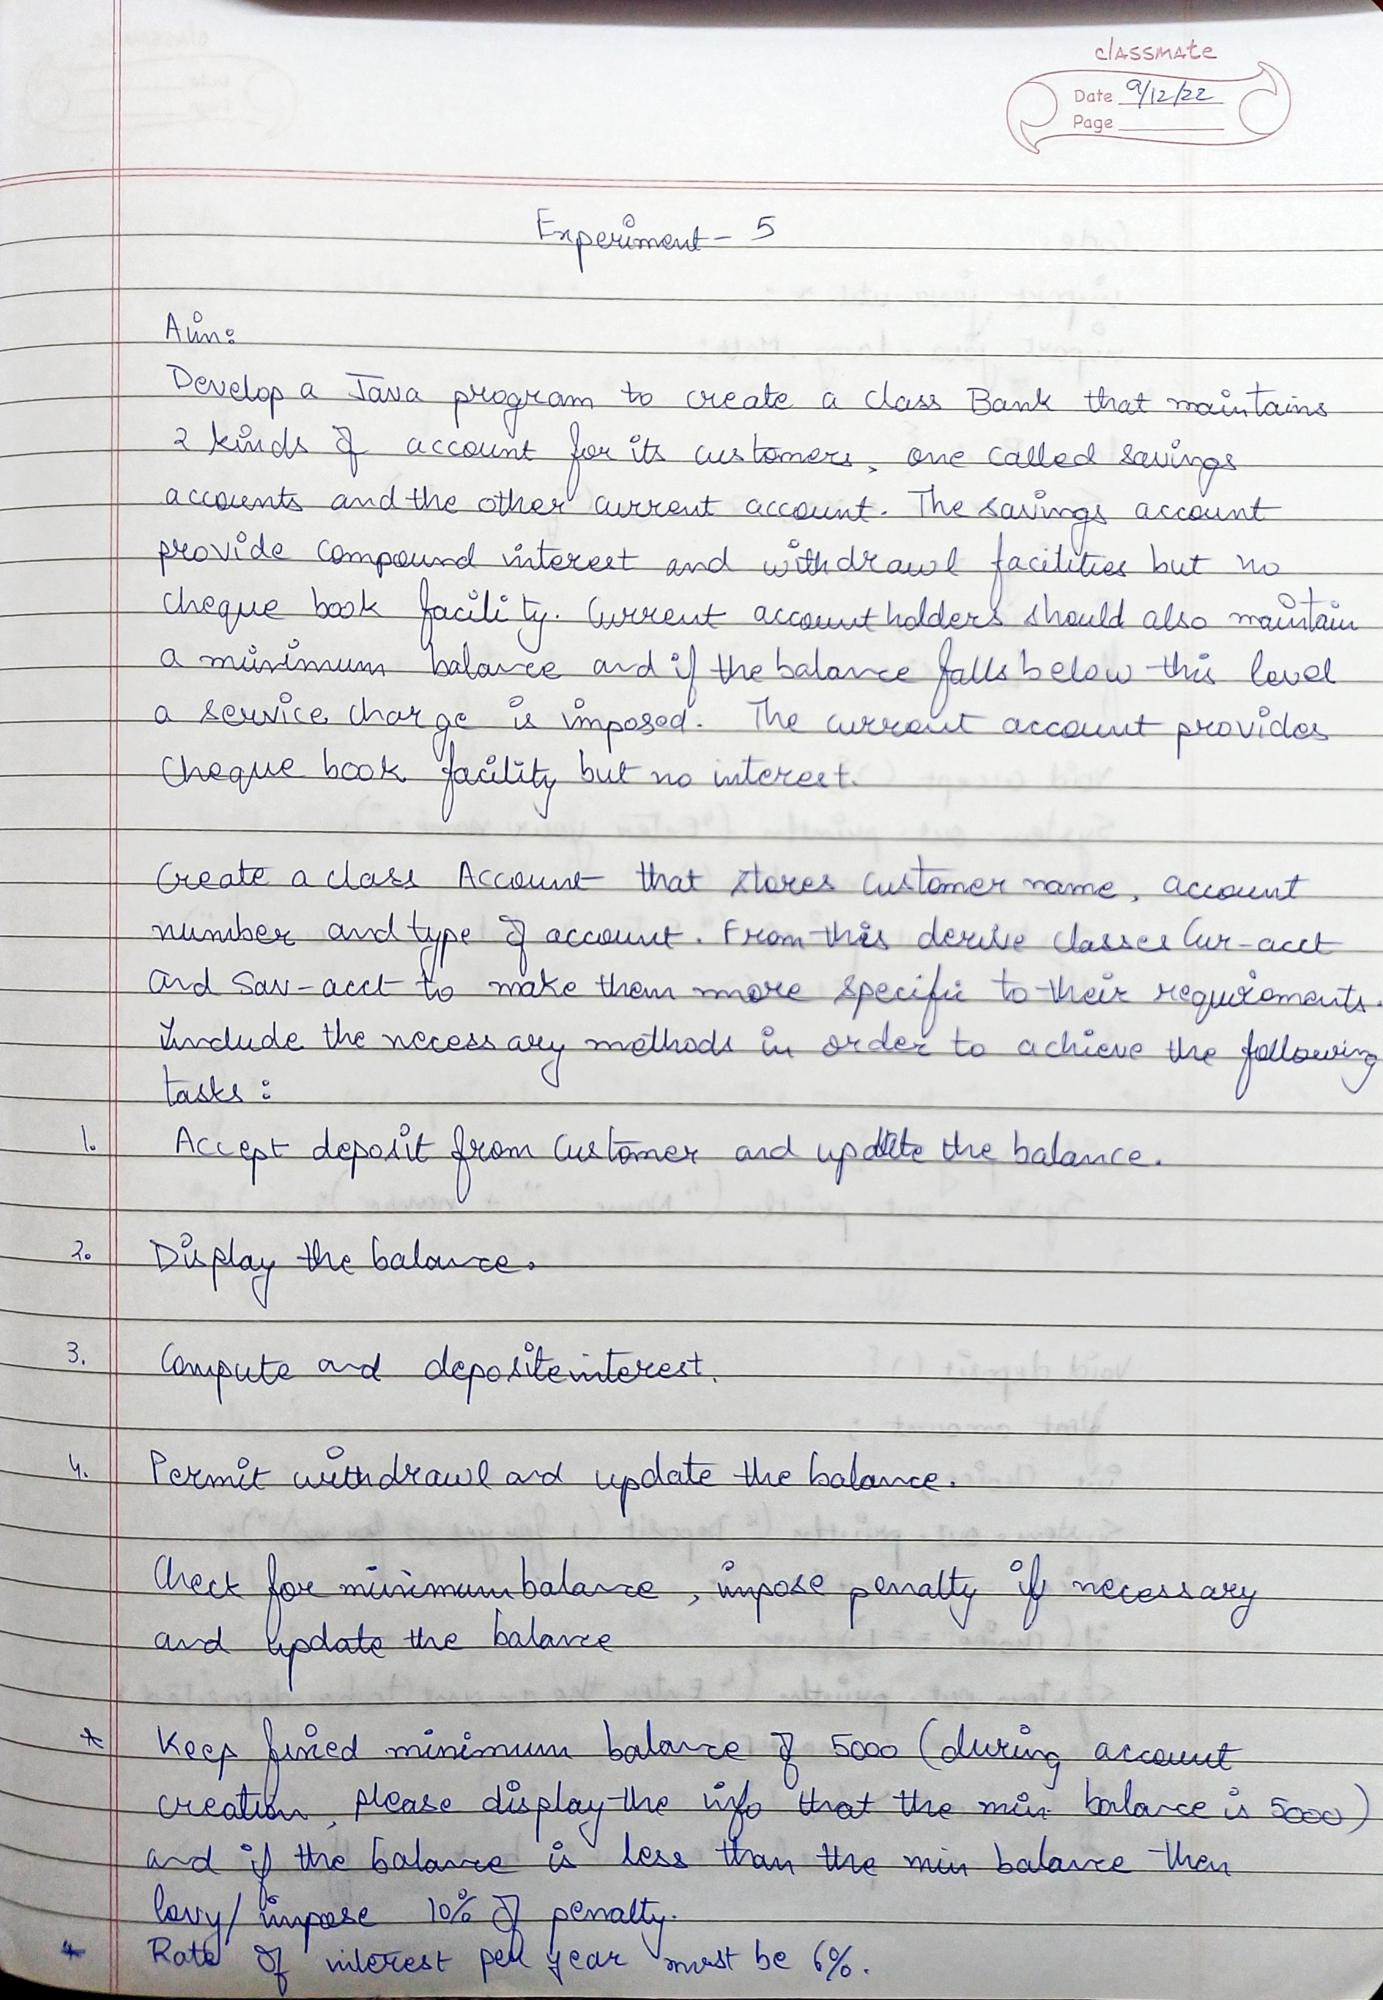 classmate
Date 9/12/22
Page
Experiment - 5
Aim:
Develop a Java program to create a class Bank that maintains
2 kinds of account for its customers, one called savings
accounts and the other current account. The savings account
provide compound interest and withdrawl facilities but no
cheque book facility. Current account holders should also maintain
a minimum balance and if the balance falls below this level
a service charge is imposed. The current account provides
cheque book facility but no interest.
Create a class Account that stores customer name, account
number and type of account. From this derive classes Cur-acct
and Sav-acct to make them more specific to their requirements.
Include the necessary methods in order to achieve the following
tasks:
1. Accept deposit from customer and update the balance.
2. Display the balance.
3. Compute and deposite interest.
4. Permit withdrawl and update the balance.
Check for minimum balance, impose penalty if necessary
and update the balance
* Keep fixed minimum balance of 5000 (during account
creation, please display the info that the min balance is 5000)
and if the balance is less than the min balance then
levy/impose 10% of penalty.
* Rate of interest per year must be 6%.